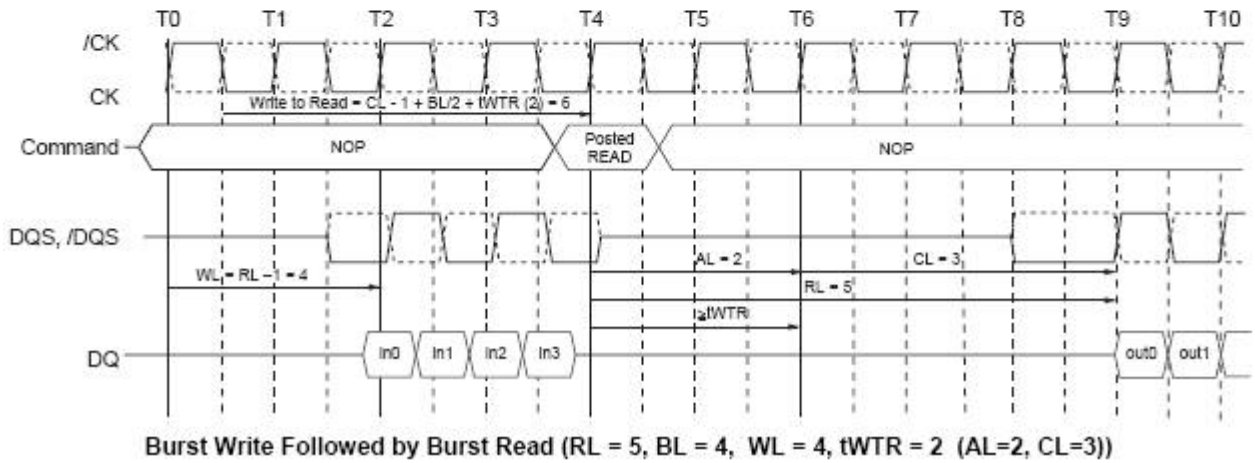 T0 T1 T2 T3 T4 T5 T6 T7 T8 T9 T10
/CK
CK
Write to Read = CL - 1 + BL/2 + tWTR (2) = 6
Command NOP Posted READ NOP
DQS, /DQS
AL = 2 CL = 3
WL = RL –1 = 4
RL = 5
≥tWTR
DQ In0 In1 In2 In3 out0 out1
Burst Write Followed by Burst Read (RL = 5, BL = 4, WL = 4, tWTR = 2 (AL=2, CL=3))